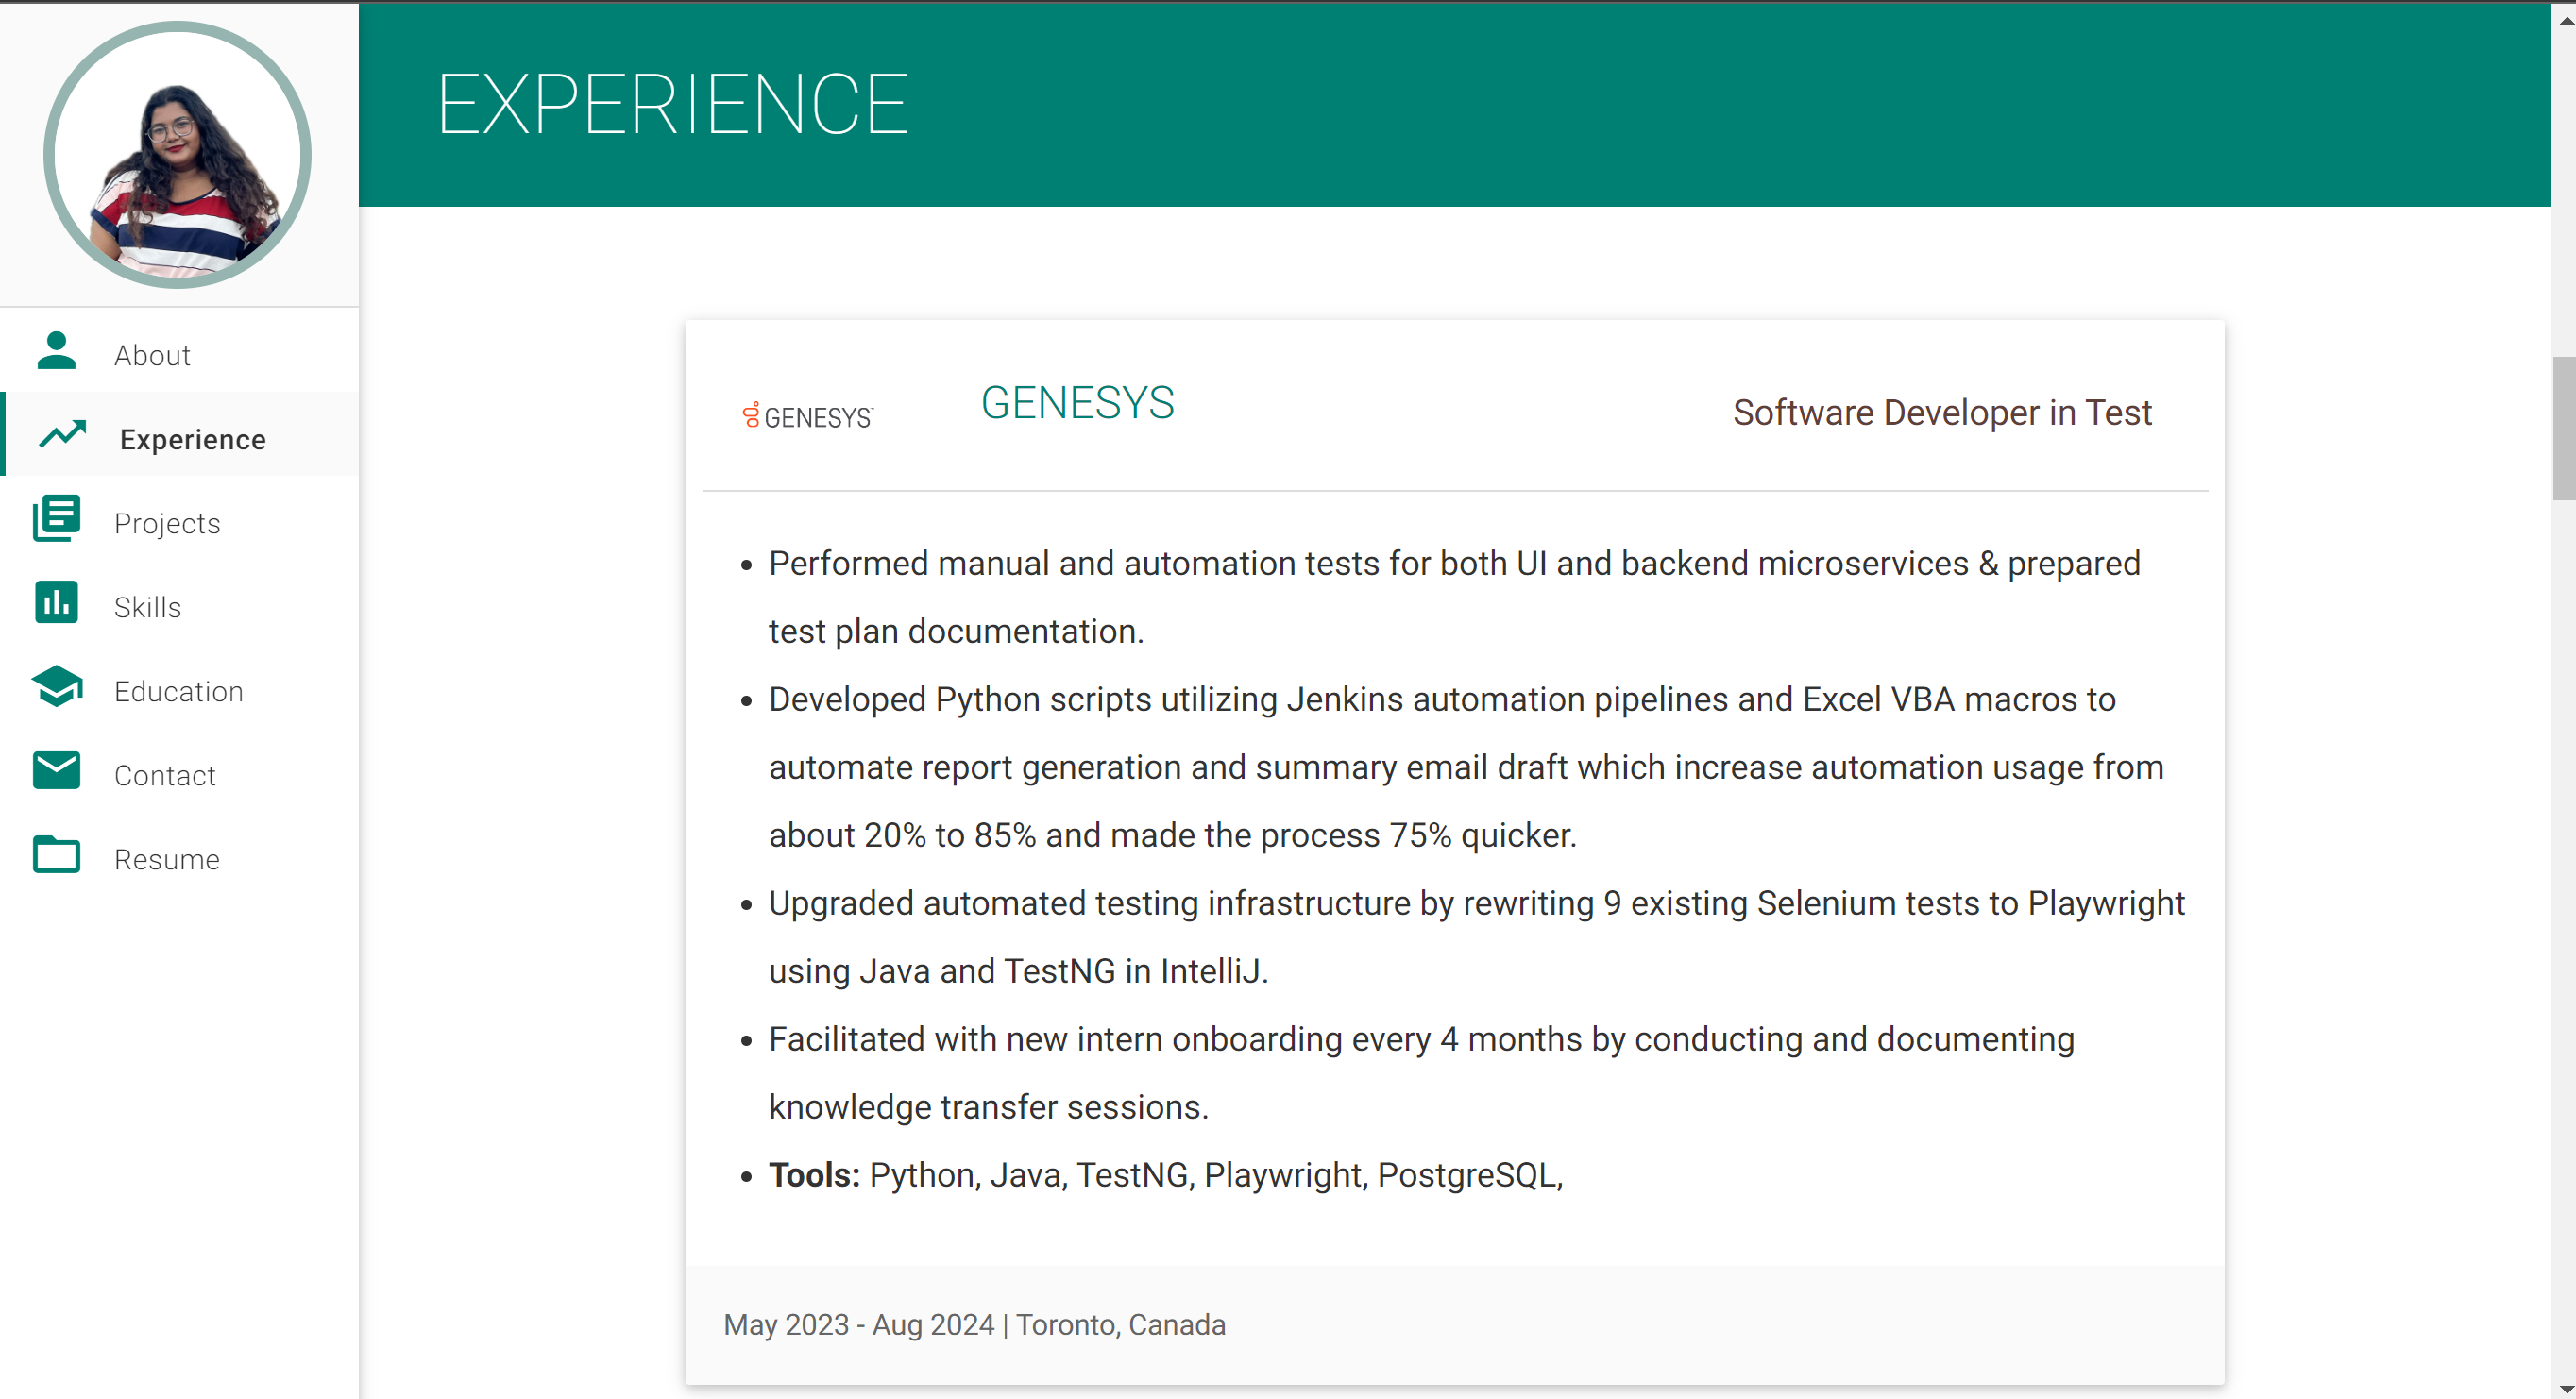 EXPERIENCE
About
Experience
Projects
Skills
Education
Contact
Resume
GENESYS™
GENESYS
Software Developer in Test
• Performed manual and automation tests for both UI and backend microservices & prepared
test plan documentation.
• Developed Python scripts utilizing Jenkins automation pipelines and Excel VBA macros to
automate report generation and summary email draft which increase automation usage from
about 20% to 85% and made the process 75% quicker.
• Upgraded automated testing infrastructure by rewriting 9 existing Selenium tests to Playwright
using Java and TestNG in IntelliJ.
• Facilitated with new intern onboarding every 4 months by conducting and documenting
knowledge transfer sessions.
• Tools: Python, Java, TestNG, Playwright, PostgreSQL,
May 2023 - Aug 2024 | Toronto, Canada